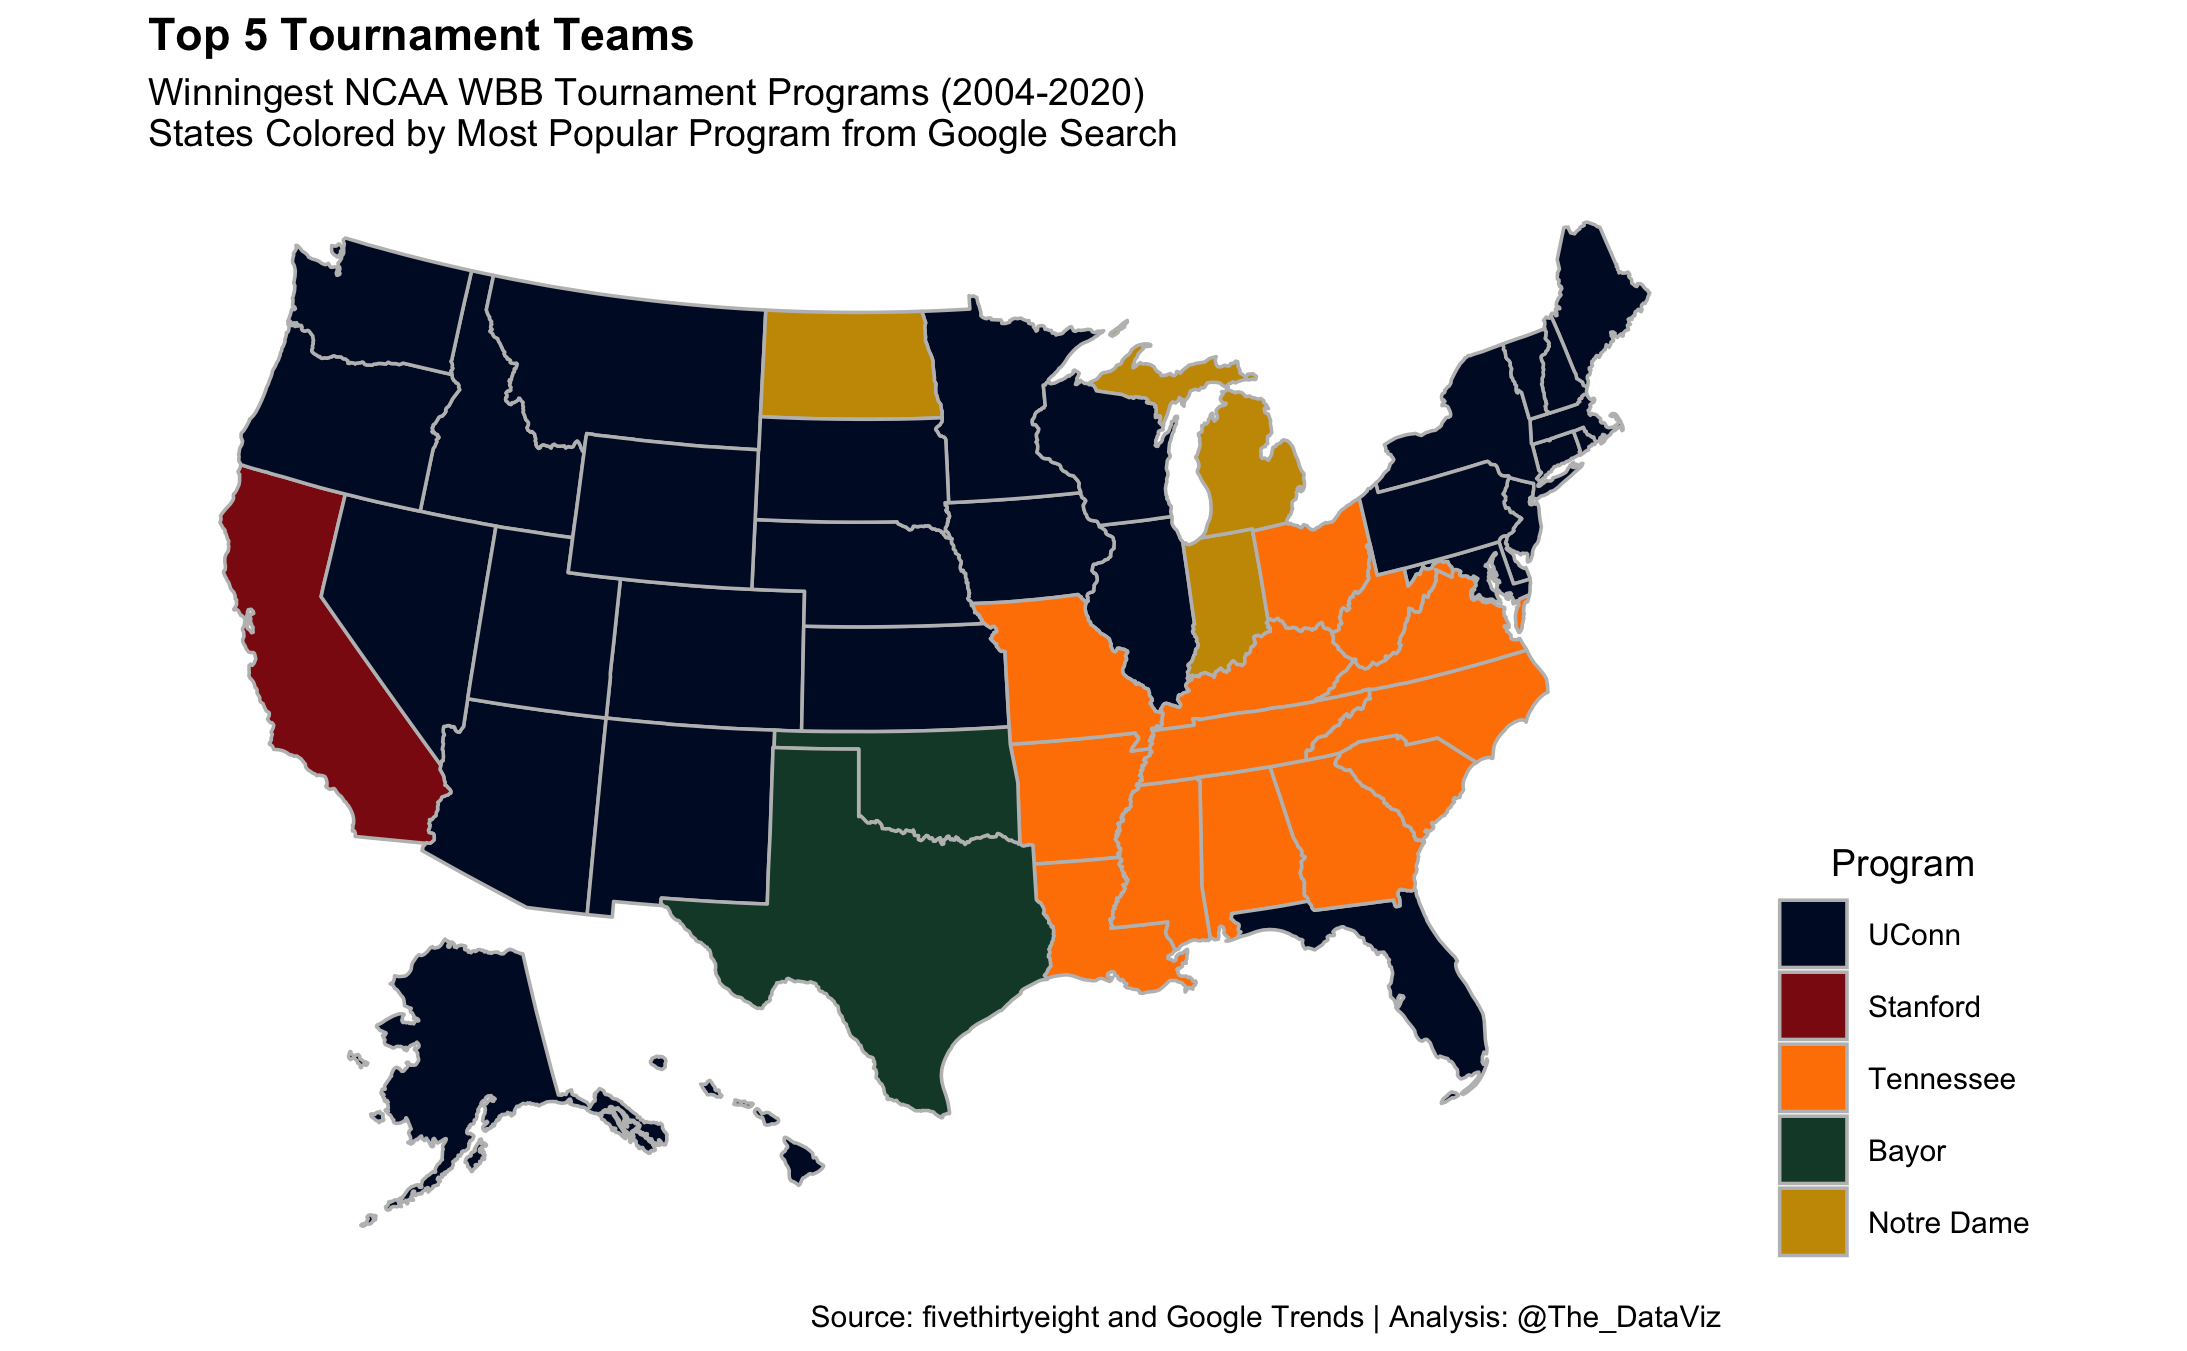 Top 5 Tournament Teams
Winningest NCAA WBB Tournament Programs (2004-2020)
States Colored by Most Popular Program from Google Search
Program
UConn
Stanford
Tennessee
Bayor
Notre Dame
Source: fivethirtyeight and Google Trends | Analysis: @The_DataViz